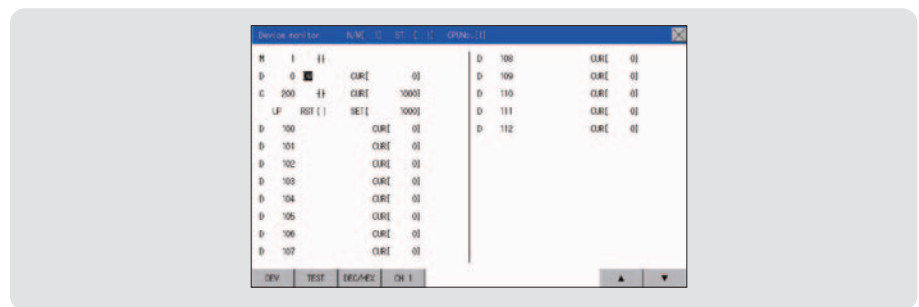 Device monitor N/W[ 1] ST [ 1] CPUNo.[1]
M 1
D 0 CUR[ 0]
C 200 CUR[ 1000]
UP RST ( ) SET[ 1000]
D 100 CUR[ 0]
D 101 CUR[ 0]
D 102 CUR[ 0]
D 103 CUR[ 0]
D 104 CUR[ 0]
D 105 CUR[ 0]
D 106 CUR[ 0]
D 107 CUR[ 0]
D 108 CUR[ 0]
D 109 CUR[ 0]
D 110 CUR[ 0]
D 111 CUR[ 0]
D 112 CUR[ 0]
DEV TEST DEC/HEX CH 1 ▲ ▼